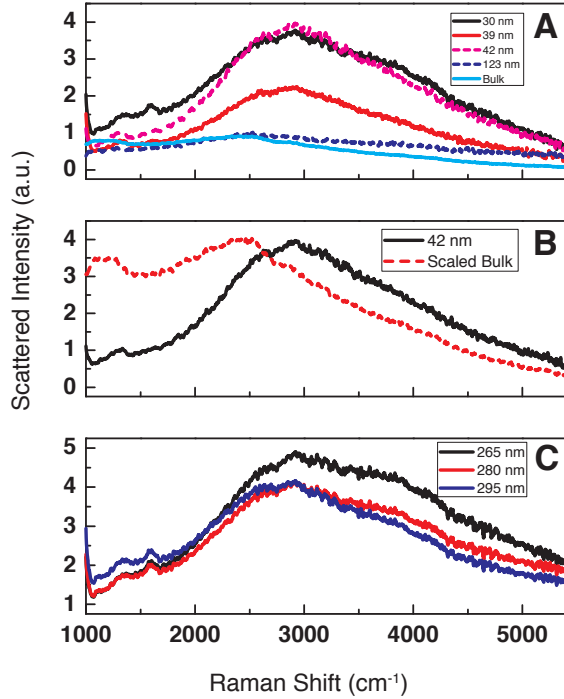 A
30 nm
39 nm
42 nm
123 nm
Bulk
4
3
2
1
0
B
42 nm
Scaled Bulk
4
3
2
1
0
C
265 nm
280 nm
295 nm
5
4
3
2
1
1000 2000 3000 4000 5000
Scattered Intensity (a.u.)
Raman Shift (cm⁻¹)